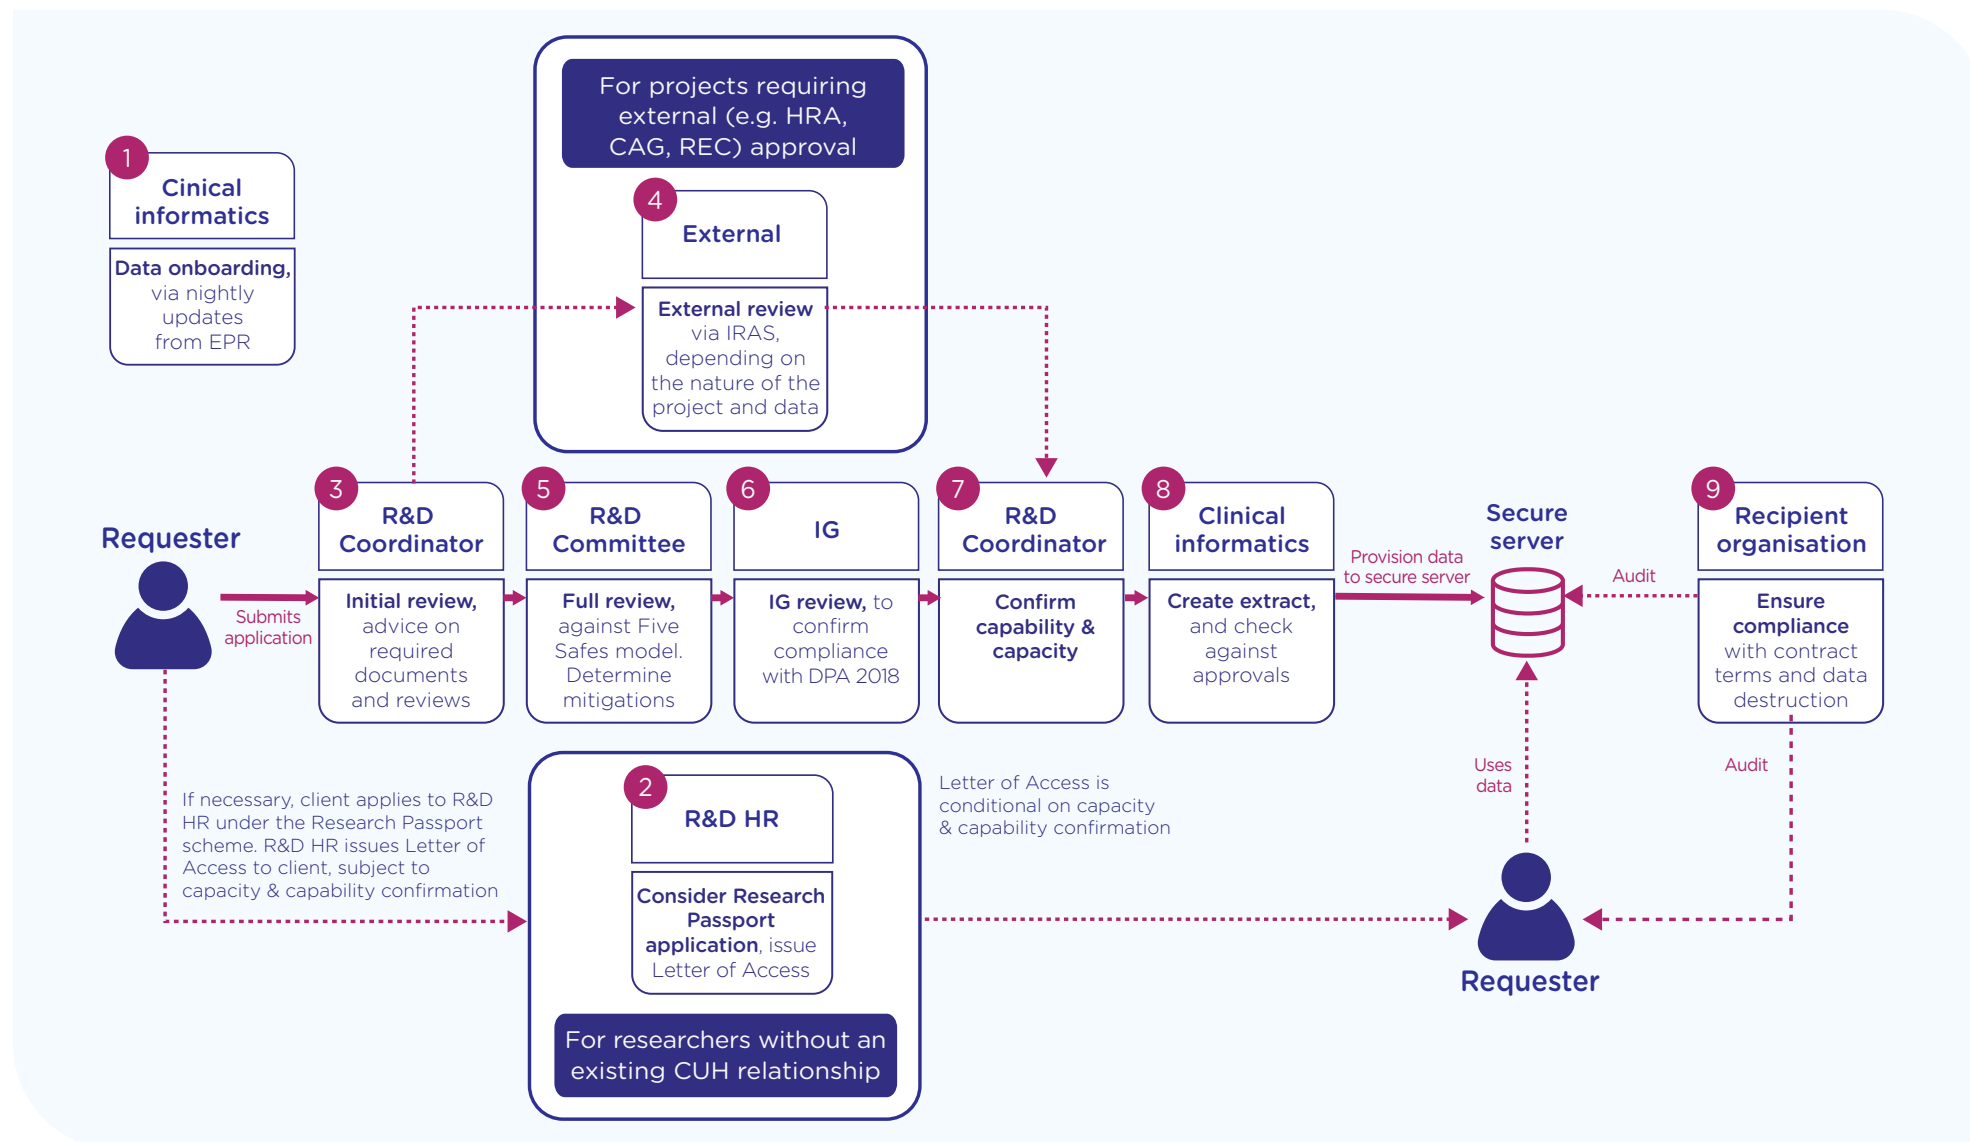 For projects requiring
external (e.g. HRA,
CAG, REC) approval
1
Cinical
informatics
Data onboarding,
via nightly
updates
from EPR
4
External
External review
via IRAS,
depending on
the nature of the
project and data
Requester
Submits
application
3
R&D
Coordinator
Initial review,
advice on
required
documents
and reviews
5
R&D
Committee
Full review,
against Five
Safes model.
Determine
mitigations
6
IG
IG review, to
confirm
compliance
with DPA 2018
7
R&D
Coordinator
Confirm
capability &
capacity
8
Clinical
informatics
Create extract,
and check
against
approvals
Provision data
to secure server
Secure
server
Audit
9
Recipient
organisation
Ensure
compliance
with contract
terms and data
destruction
If necessary, client applies to R&D
HR under the Research Passport
scheme. R&D HR issues Letter of
Access to client, subject to
capacity & capability confirmation
2
R&D HR
Consider Research
Passport
application, issue
Letter of Access
For researchers without an
existing CUH relationship
Letter of Access is
conditional on capacity
& capability confirmation
Uses
data
Audit
Requester